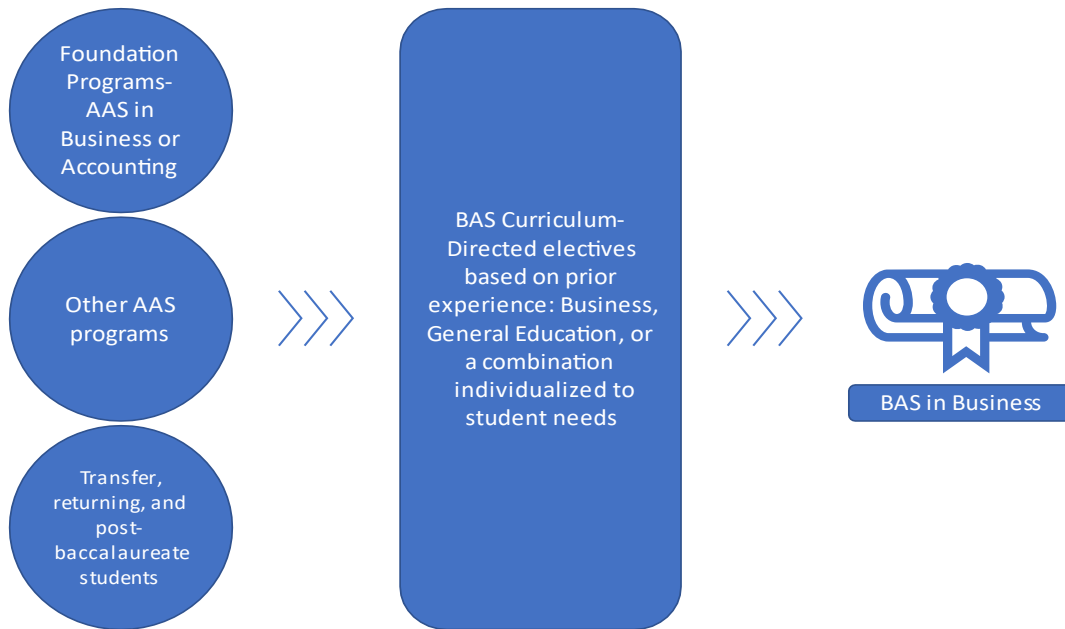 Foundation
Programs-
AAS in
Business or
Accounting
Other AAS
programs
Transfer,
returning, and
post-
baccalaureate
students
BAS Curriculum-
Directed electives
based on prior
experience: Business,
General Education, or
a combination
individualized to
student needs
BAS in Business